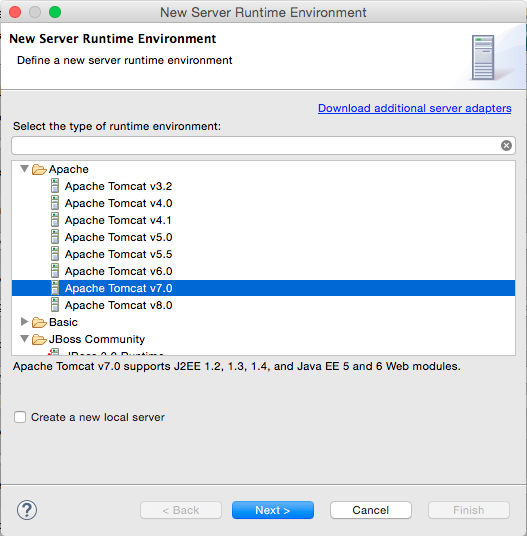 New Server Runtime Environment
New Server Runtime Environment
Define a new server runtime environment
Download additional server adapters
Select the type of runtime environment:
Apache
Apache Tomcat v3.2
Apache Tomcat v4.0
Apache Tomcat v4.1
Apache Tomcat v5.0
Apache Tomcat v5.5
Apache Tomcat v6.0
Apache Tomcat v7.0
Apache Tomcat v8.0
Basic
JBoss Community
Runtime
Apache Tomcat v7.0 supports J2EE 1.2, 1.3, 1.4, and Java EE 5 and 6 Web modules.
Create a new local server
? < Back Next > Cancel Finish